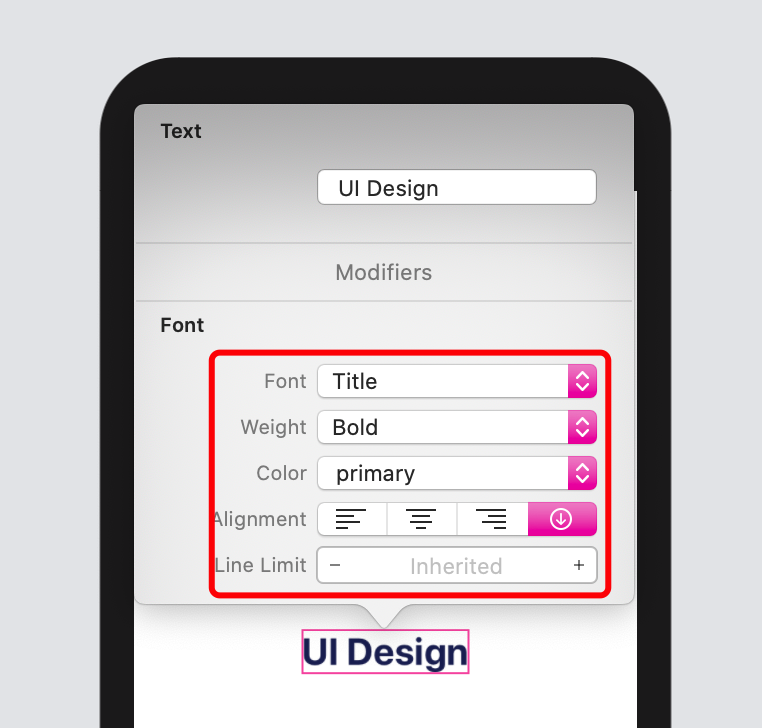 Text
UI Design
Modifiers
Font
Font Title
Weight Bold
Color primary
Alignment
Line Limit − Inherited +
UI Design